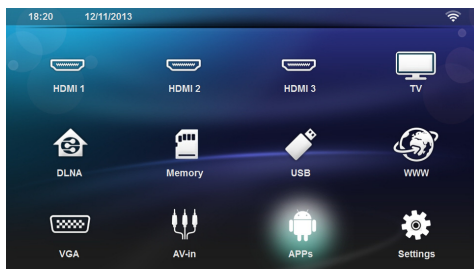 18:20 12/11/2013
HDMI 1 HDMI 2 HDMI 3 TV
DLNA Memory USB WWW
VGA AV-in APPs Settings